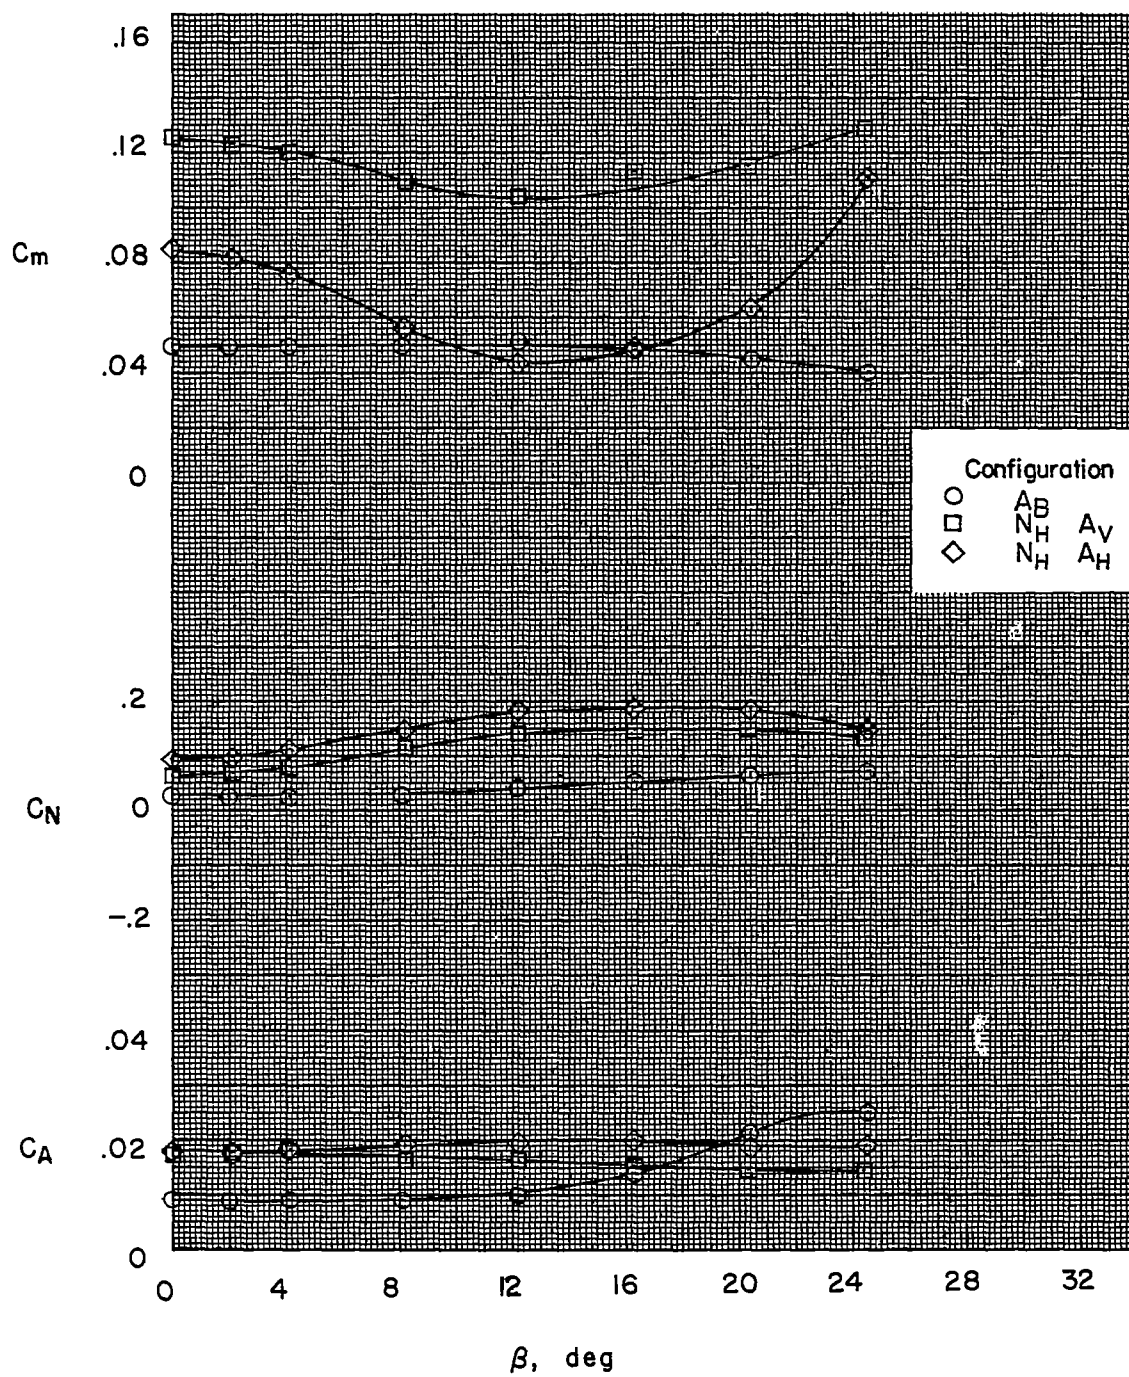 .16
.12
Cm
.08
.04
0
Configuration
AB
NH AV
NH AH
.2
CN
0
-.2
.04
CA
.02
0
0 4 8 12 16 20 24 28 32
β, deg